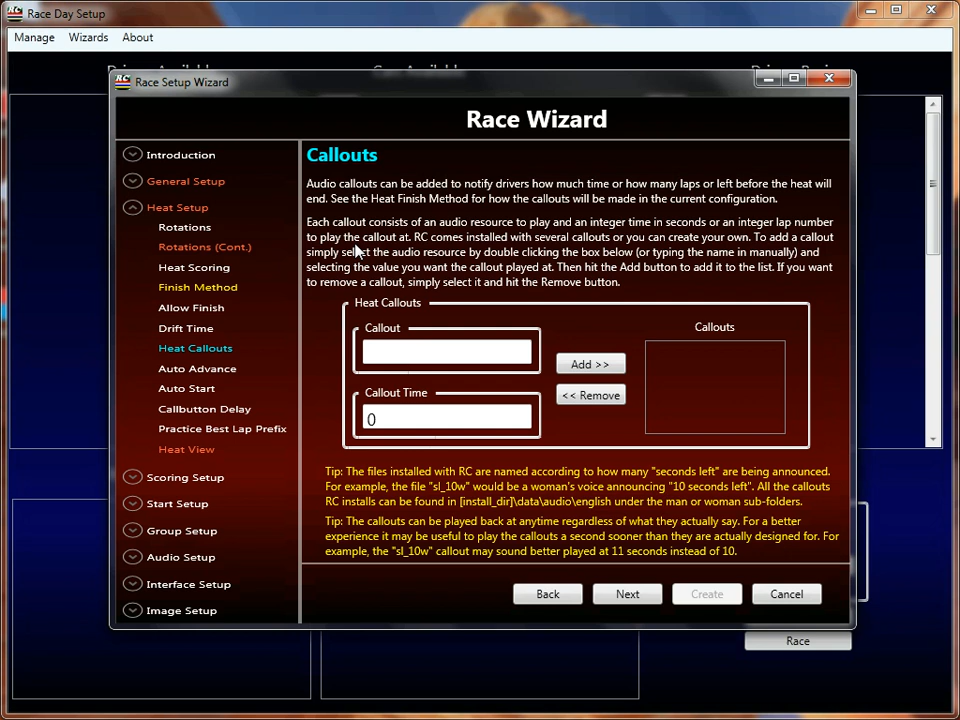 Race Day Setup
Manage Wizards About
Race Setup Wizard
Race Wizard
Introduction
General Setup
Heat Setup
Rotations
Rotations (Cont.)
Heat Scoring
Finish Method
Allow Finish
Drift Time
Heat Callouts
Auto Advance
Auto Start
Callbutton Delay
Practice Best Lap Prefix
Heat View
Scoring Setup
Start Setup
Group Setup
Audio Setup
Interface Setup
Image Setup
Callouts
Audio callouts can be added to notify drivers how much time or how many laps or left before the heat will
end. See the Heat Finish Method for how the callouts will be made in the current configuration.
Each callout consists of an audio resource to play and an integer time in seconds or an integer lap number
to play the callout at. RC comes installed with several callouts or you can create your own. To add a callout
simply select the audio resource by double clicking the box below (or typing the name in manually) and
selecting the value you want the callout played at. Then hit the Add button to add it to the list. If you want
to remove a callout, simply select it and hit the Remove button.
Heat Callouts
Callout
Callout Time
0
Add >>
<< Remove
Callouts
Tip: The files installed with RC are named according to how many "seconds left" are being announced.
For example, the file "sl_10w" would be a woman's voice announcing "10 seconds left". All the callouts
RC installs can be found in [install_dir]\data\audio\english under the man or woman sub-folders.
Tip: The callouts can be played back at anytime regardless of what they actually say. For a better
experience it may be useful to play the callouts a second sooner than they are actually designed for. For
example, the "sl_10w" callout may sound better played at 11 seconds instead of 10.
Back Next Create Cancel
Race